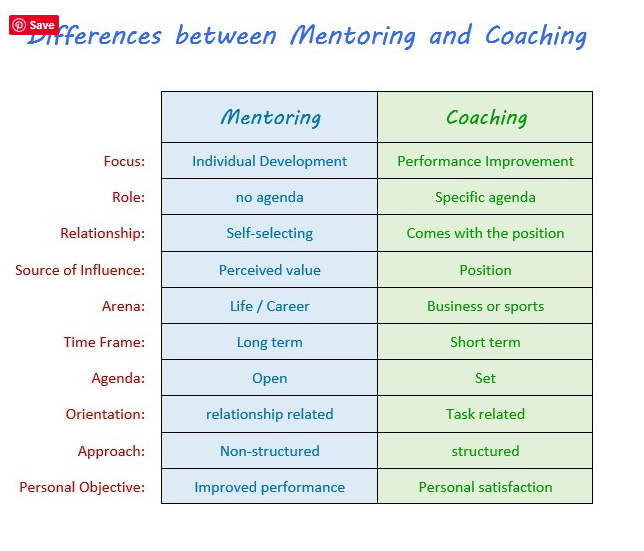 Save
Differences between Mentoring and Coaching
Mentoring Coaching
Focus: Individual Development Performance Improvement
Role: no agenda Specific agenda
Relationship: Self-selecting Comes with the position
Source of Influence: Perceived value Position
Arena: Life / Career Business or sports
Time Frame: Long term Short term
Agenda: Open Set
Orientation: relationship related Task related
Approach: Non-structured structured
Personal Objective: Improved performance Personal satisfaction